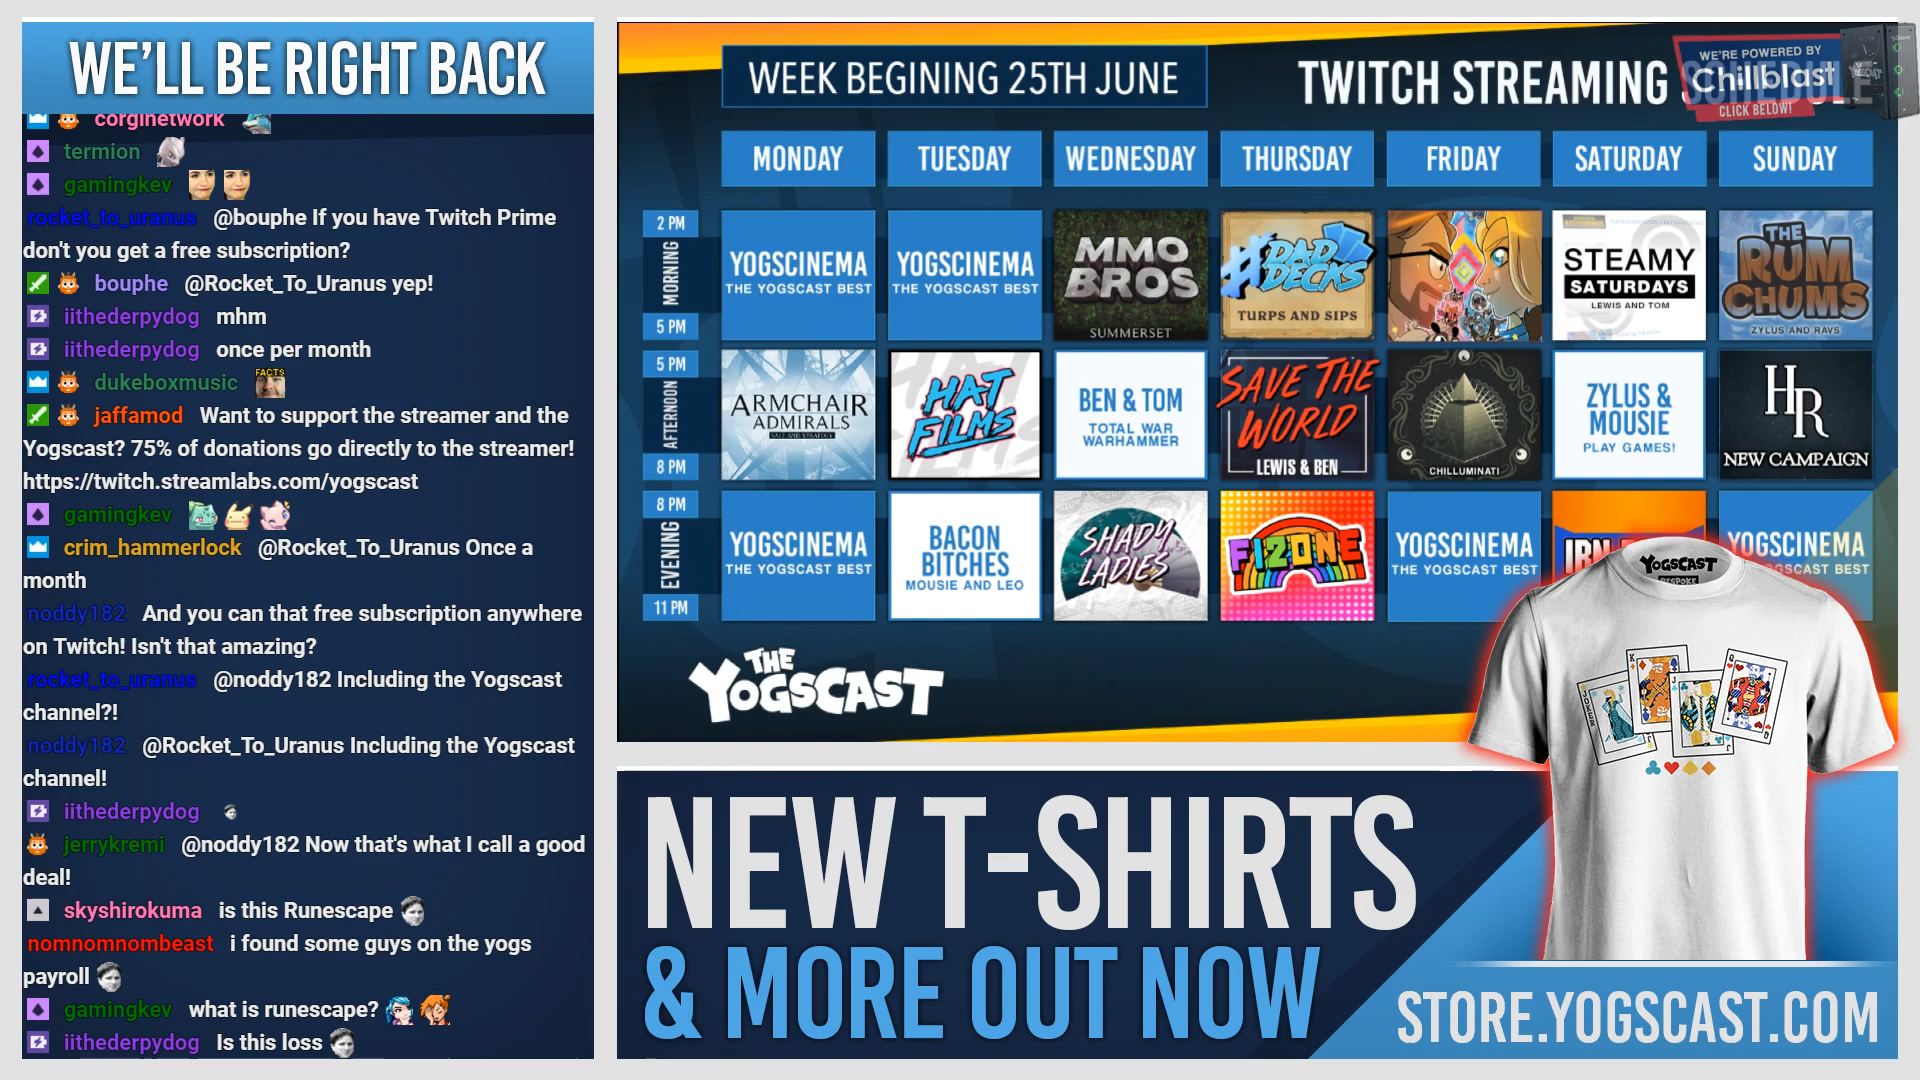 WE'LL BE RIGHT BACK
corginetwork
termion
gamingkev
rocket_to_uranus @bouphe If you have Twitch Prime
don't you get a free subscription?
bouphe @Rocket_To_Uranus yep!
iithederpydog mhm
iithederpydog once per month
dukeboxmusic FACTS
jaffamod Want to support the streamer and the
Yogscast? 75% of donations go directly to the streamer!
https://twitch.streamlabs.com/yogscast
gamingkev
crim_hammerlock @Rocket_To_Uranus Once a
month
noddy182 And you can that free subscription anywhere
on Twitch! Isn't that amazing?
rocket_to_uranus @noddy182 Including the Yogscast
channel?!
noddy182 @Rocket_To_Uranus Including the Yogscast
channel!
iithederpydog
jerrykremi @noddy182 Now that's what I call a good
deal!
skyshirokuma is this Runescape
nomnomnombeast i found some guys on the yogs
payroll
gamingkev what is runescape?
iithederpydog Is this loss
WEEK BEGINING 25TH JUNE
TWITCH STREAMING SCHEDULE
WE'RE POWERED BY
Chillblast
CLICK BELOW!
MONDAY TUESDAY WEDNESDAY THURSDAY FRIDAY SATURDAY SUNDAY
2 PM
MORNING
5 PM
YOGSCINEMA
THE YOGSCAST BEST
YOGSCINEMA
THE YOGSCAST BEST
MMO
BROS
SUMMERSET
#DAD
DECKS
TURPS AND SIPS
STEAMY
SATURDAYS
LEWIS AND TOM
THE
RUM
CHUMS
ZYLUS AND RAVS
5 PM
AFTERNOON
8 PM
ARMCHAIR
ADMIRALS
SALT AND STRATEGY
HAT
FILMS
BEN & TOM
TOTAL WAR
WARHAMMER
SAVE THE
WORLD
LEWIS & BEN
CHILLUMINATI
ZYLUS &
MOUSIE
PLAY GAMES!
HR
NEW CAMPAIGN
8 PM
EVENING
11 PM
YOGSCINEMA
THE YOGSCAST BEST
BACON
BITCHES
MOUSIE AND LEO
SHADY
LADIES
FIZONE
YOGSCINEMA
THE YOGSCAST BEST
YOGSCINEMA
YOGSCAST BEST
THE
YOGSCAST
YOGSCAST
BESPOKE
NEW T-SHIRTS
& MORE OUT NOW
STORE.YOGSCAST.COM